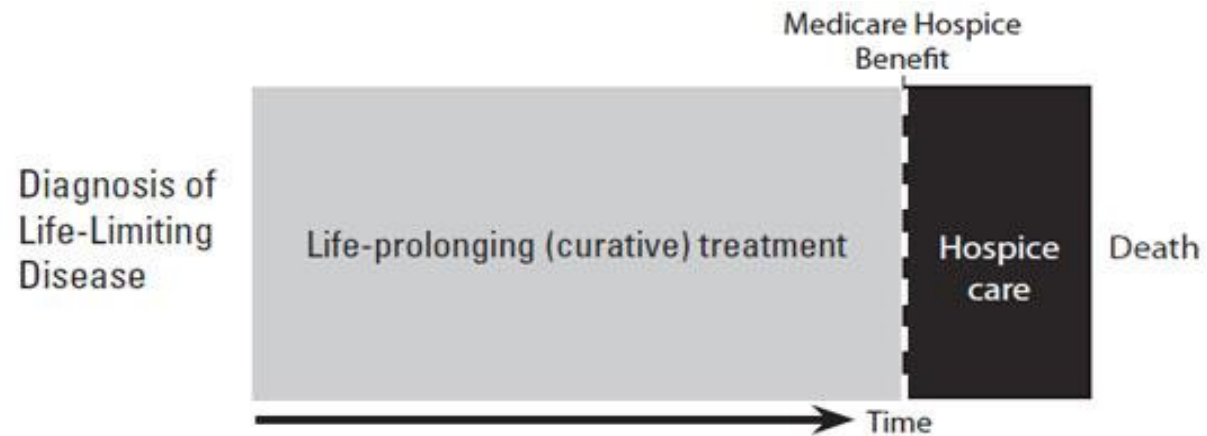 Medicare Hospice
Benefit
Diagnosis of
Life-Limiting
Disease
Life-prolonging (curative) treatment
Hospice
care
Death
Time